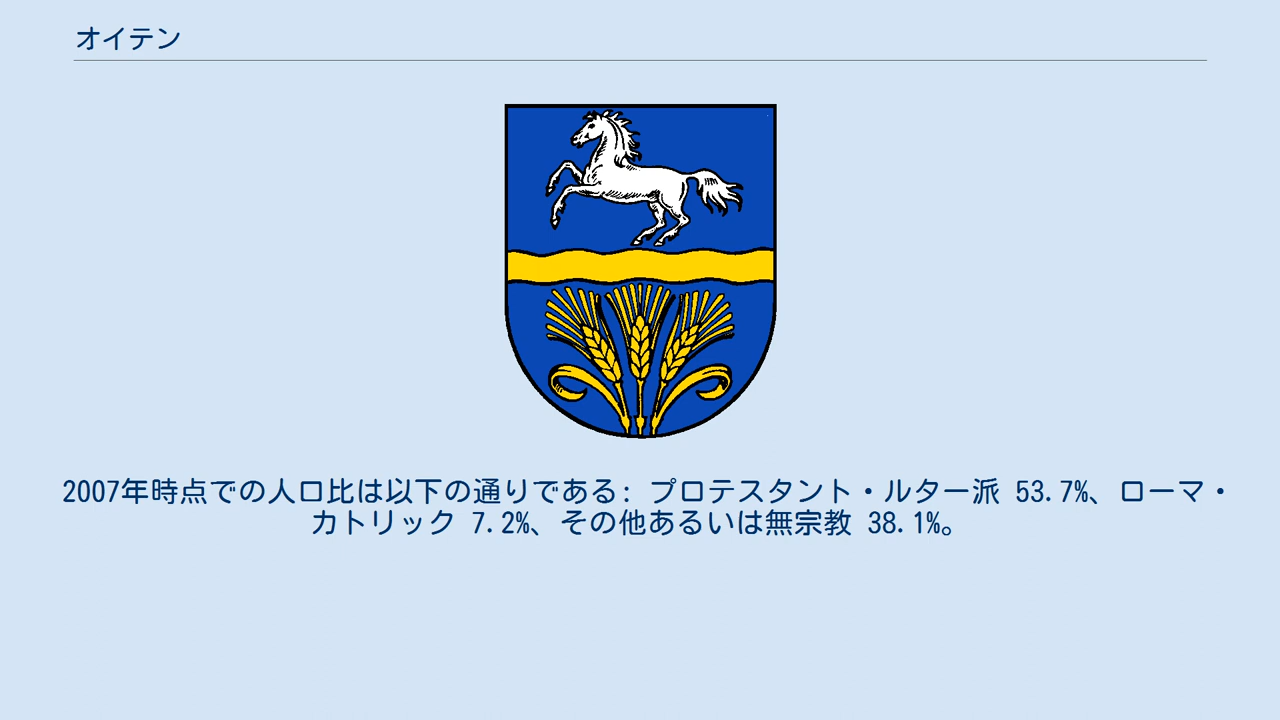 オイテン
2007年時点での人口比は以下の通りである: プロテスタント・ルター派 53.7%、ローマ・
カトリック 7.2%、その他あるいは無宗教 38.1%。